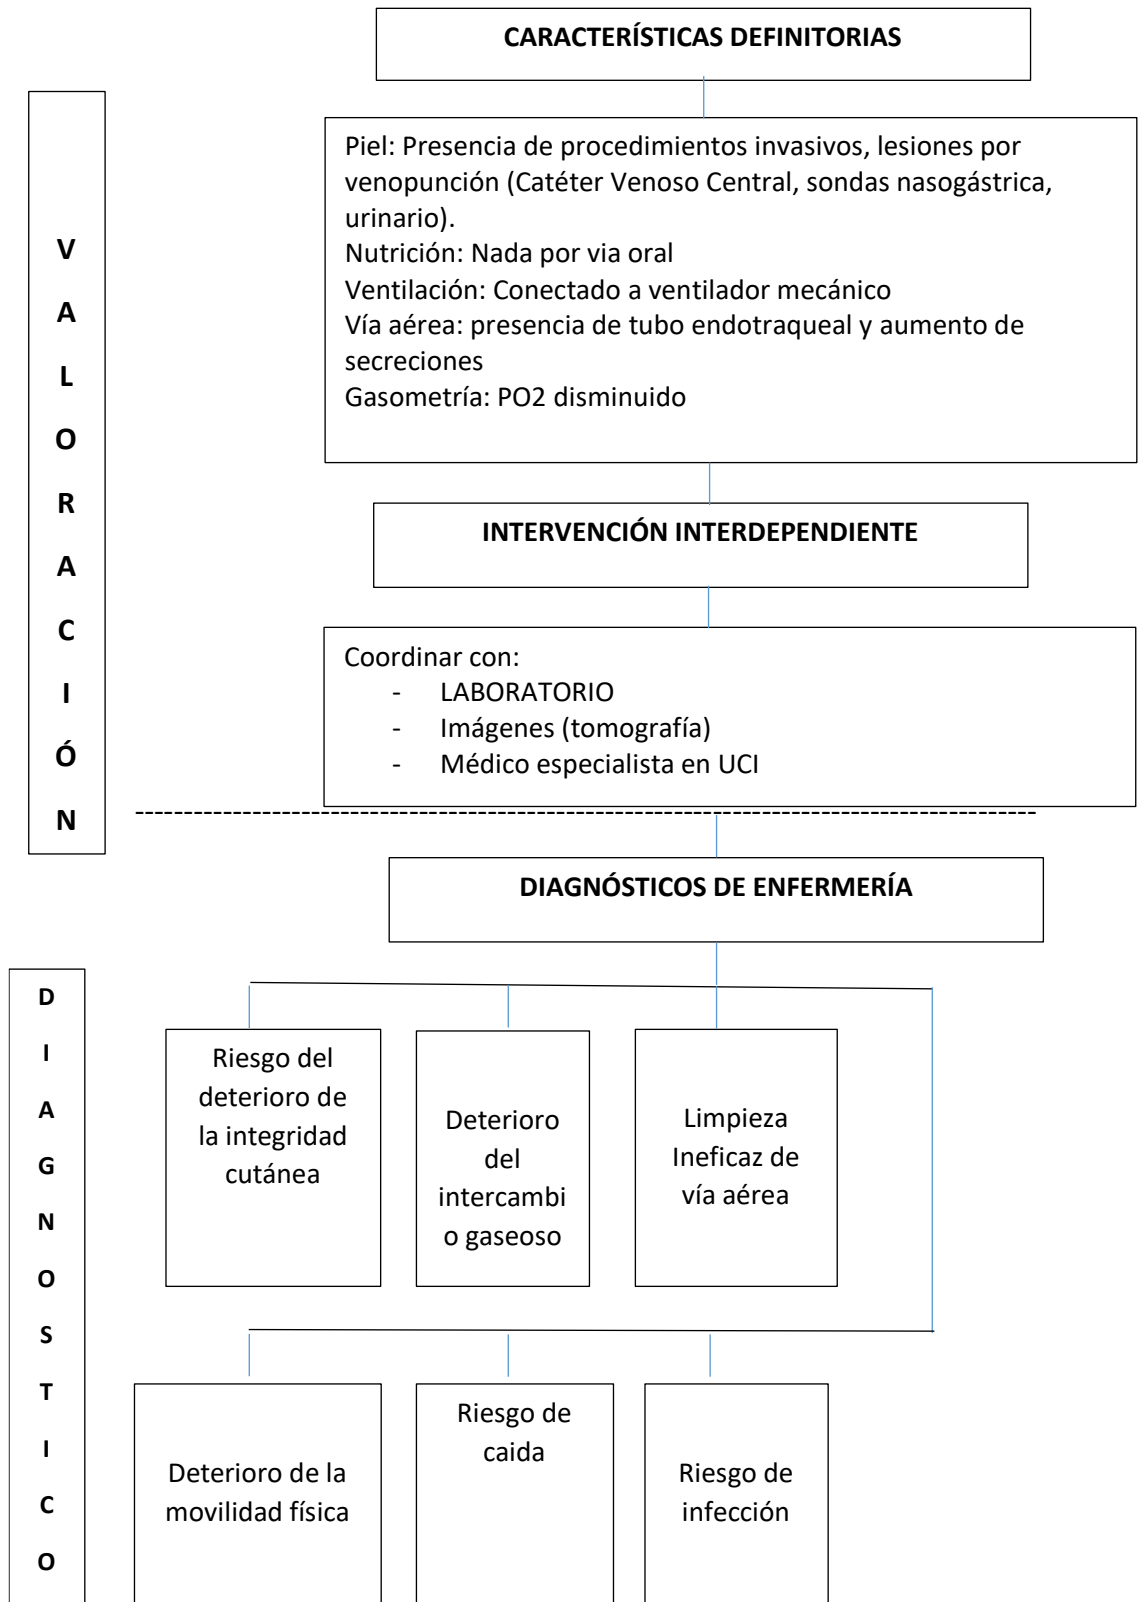 CARACTERÍSTICAS DEFINITORIAS
V
A
L
O
R
A
C
I
Ó
N
Piel: Presencia de procedimientos invasivos, lesiones por
venopunción (Catéter Venoso Central, sondas nasogástrica,
urinario).
Nutrición: Nada por via oral
Ventilación: Conectado a ventilador mecánico
Vía aérea: presencia de tubo endotraqueal y aumento de
secreciones
Gasometría: PO2 disminuido
INTERVENCIÓN INTERDEPENDIENTE
Coordinar con:
- LABORATORIO
- Imágenes (tomografía)
- Médico especialista en UCI
DIAGNÓSTICOS DE ENFERMERÍA
D
I
A
G
N
O
S
T
I
C
O
Riesgo del
deterioro de
la integridad
cutánea
Deterioro
del
intercambi
o gaseoso
Limpieza
Ineficaz de
vía aérea
Deterioro de la
movilidad física
Riesgo de
caida
Riesgo de
infección